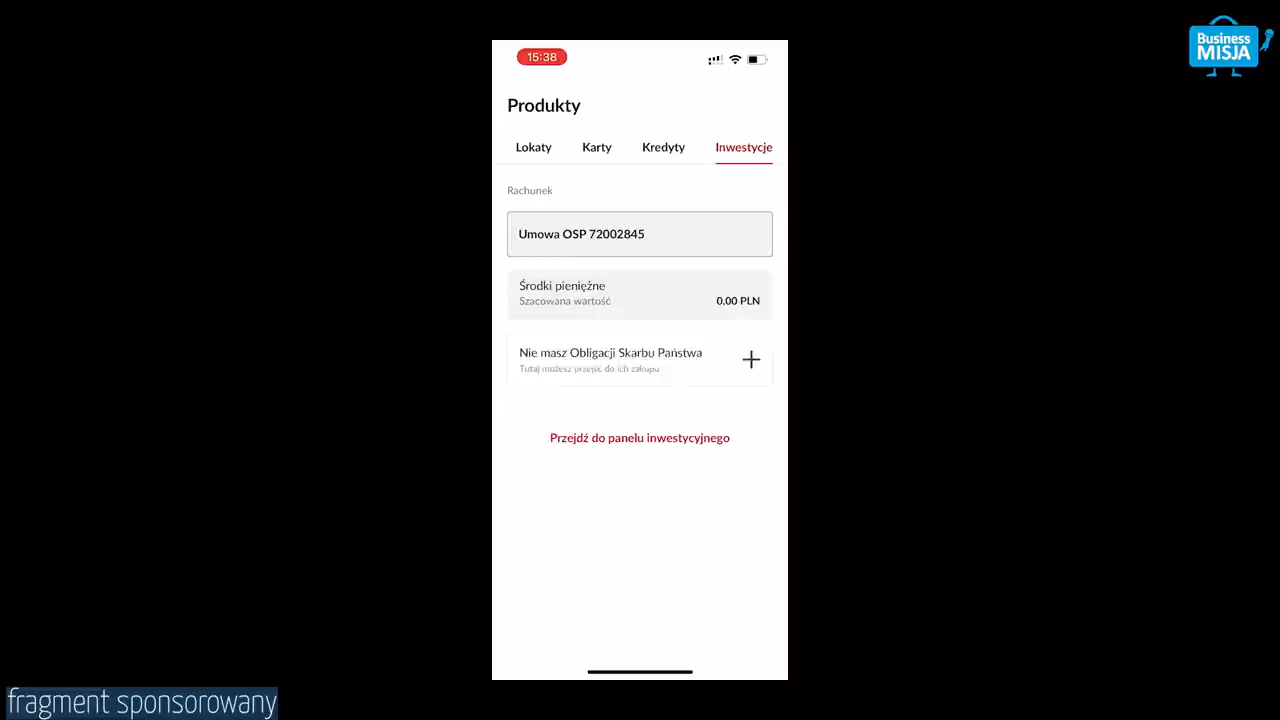 Business
MISJA
15:38
Produkty
Lokaty Karty Kredyty Inwestycje
Rachunek
Umowa OSP 72002845
Środki pieniężne
Szacowana wartość 0,00 PLN
Nie masz Obligacji Skarbu Państwa
Tutaj możesz przejść do ich zakupu
Przejdź do panelu inwestycyjnego
fragment sponsorowany